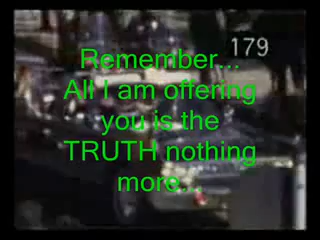 179
Remember...
All I am offering
you is the
TRUTH nothing
more...